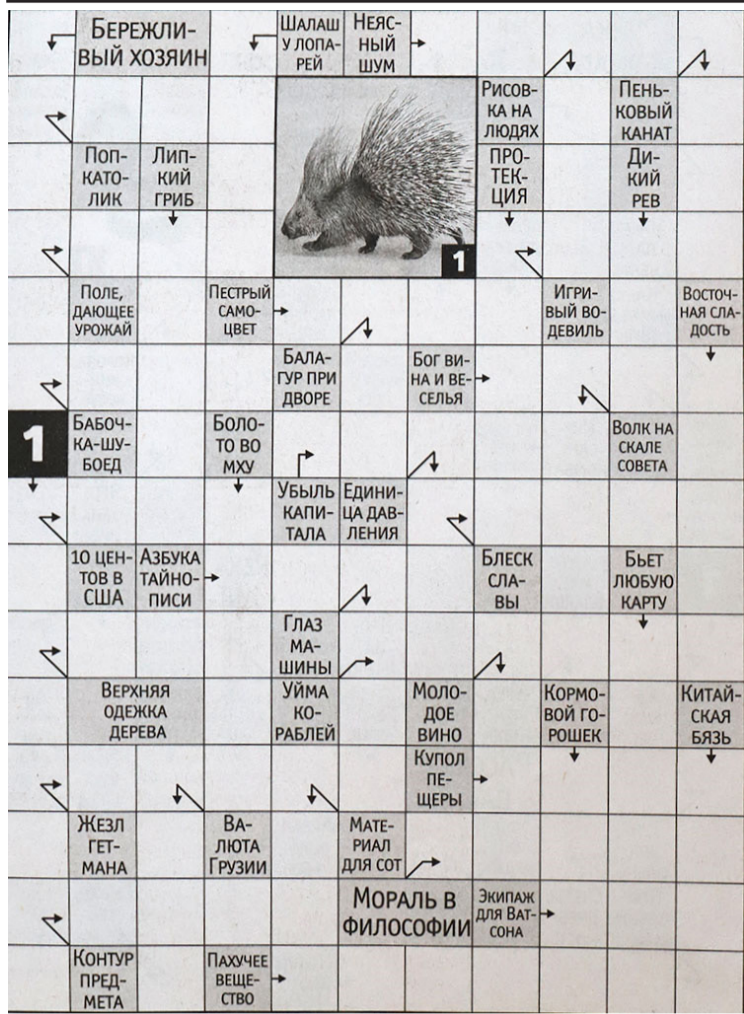 БЕРЕЖЛИ-
ВЫЙ ХОЗЯИН
ШАЛАШ
У ЛОПА-
РЕЙ
НЕЯС-
НЫЙ
ШУМ
РИСОВ-
КА НА
ЛЮДЯХ
ПЕНЬ-
КОВЫЙ
КАНАТ
ПОП-
КАТО-
ЛИК
ЛИП-
КИЙ
ГРИБ
ПРО-
ТЕК-
ЦИЯ
ДИ-
КИЙ
РЕВ
1
ПОЛЕ,
ДАЮЩЕЕ
УРОЖАЙ
ПЕСТРЫЙ
САМО-
ЦВЕТ
ИГРИ-
ВЫЙ ВО-
ДЕВИЛЬ
ВОСТОЧ-
НАЯ СЛА-
ДОСТЬ
БАЛА-
ГУР ПРИ
ДВОРЕ
БОГ ВИ-
НА И ВЕ-
СЕЛЬЯ
1
БАБОЧ-
КА-ШУ-
БОЕД
БОЛО-
ТО ВО
МХУ
ВОЛК НА
СКАЛЕ
СОВЕТА
УБЫЛЬ
КАПИ-
ТАЛА
ЕДИНИ-
ЦА ДАВ-
ЛЕНИЯ
10 ЦЕН-
ТОВ В
США
АЗБУКА
ТАЙНО-
ПИСИ
БЛЕСК
СЛА-
ВЫ
БЬЕТ
ЛЮБУЮ
КАРТУ
ГЛАЗ
МА-
ШИНЫ
ВЕРХНЯЯ
ОДЕЖКА
ДЕРЕВА
УЙМА
КО-
РАБЛЕЙ
МОЛО-
ДОЕ
ВИНО
КОРМО-
ВОЙ ГО-
РОШЕК
КИТАЙ-
СКАЯ
БЯЗЬ
КУПОЛ
ПЕ-
ЩЕРЫ
ЖЕЗЛ
ГЕТ-
МАНА
ВА-
ЛЮТА
ГРУЗИИ
МАТЕ-
РИАЛ
ДЛЯ СОТ
МОРАЛЬ В
ФИЛОСОФИИ
ЭКИПАЖ
ДЛЯ ВАТ-
СОНА
КОНТУР
ПРЕД-
МЕТА
ПАХУЧЕЕ
ВЕЩЕ-
СТВО